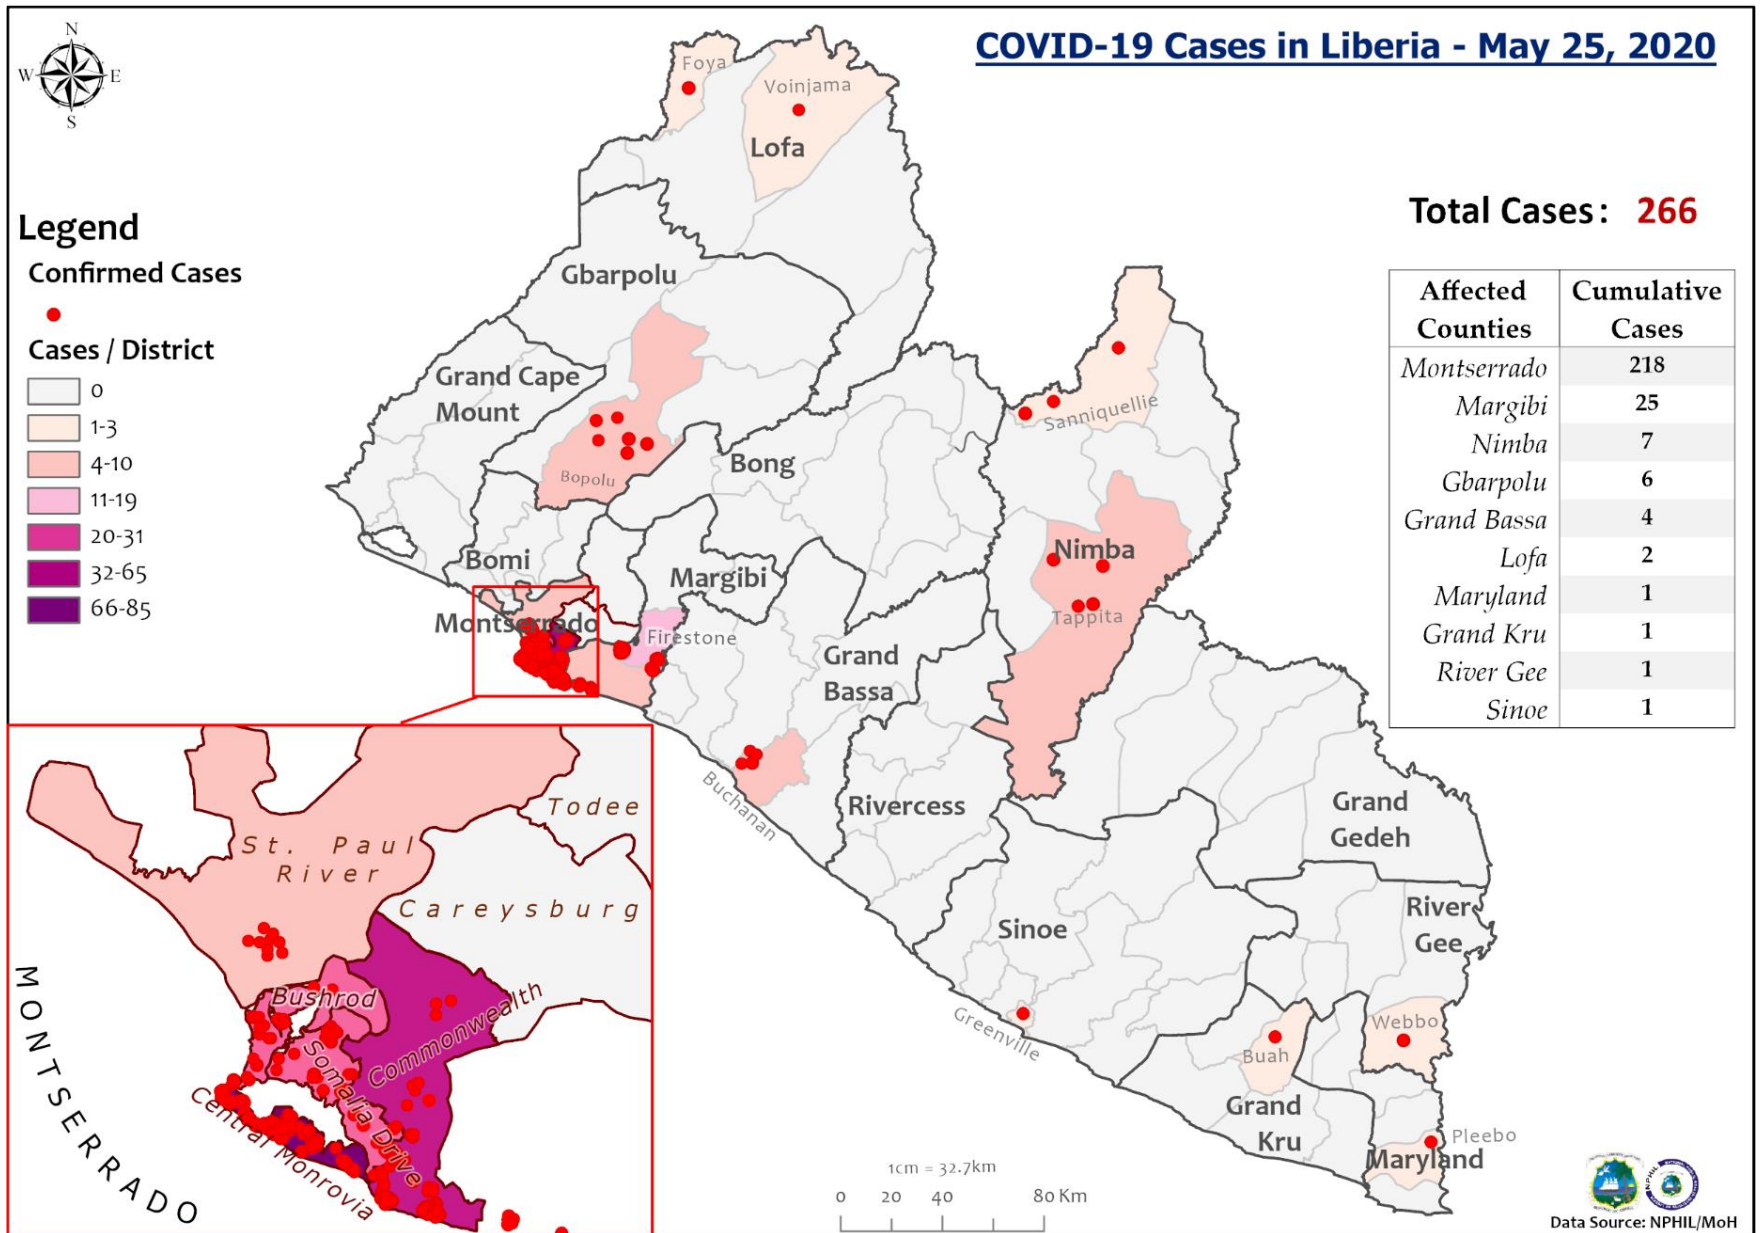 COVID-19 Cases in Liberia - May 25, 2020
N
W
E
S
Legend
Confirmed Cases
Cases / District
0
1-3
4-10
11-19
20-31
32-65
66-85
Total Cases: 266
Affected Counties
Cumulative Cases
Montserrado 218
Margibi 25
Nimba 7
Gbarpolu 6
Grand Bassa 4
Lofa 2
Maryland 1
Grand Kru 1
River Gee 1
Sinoe 1
Foya
Voinjama
Lofa
Gbarpolu
Grand Cape
Mount
Bopolu
Bong
Sanniquellie
Bomi
Margibi
Nimba
Tappita
Montserrado
Firestone
Grand
Bassa
Buchanan
Rivercess
Grand
Gedeh
Sinoe
River
Gee
Greenville
Webbo
Buah
Grand
Kru
Pleebo
Maryland
Todee
St. Paul
River
Careysburg
Bushrod
Commonwealth
Somalia Drive
Central Monrovia
MONTSERRADO
1cm = 32.7km
0 20 40 80 Km
Data Source: NPHIL/MoH